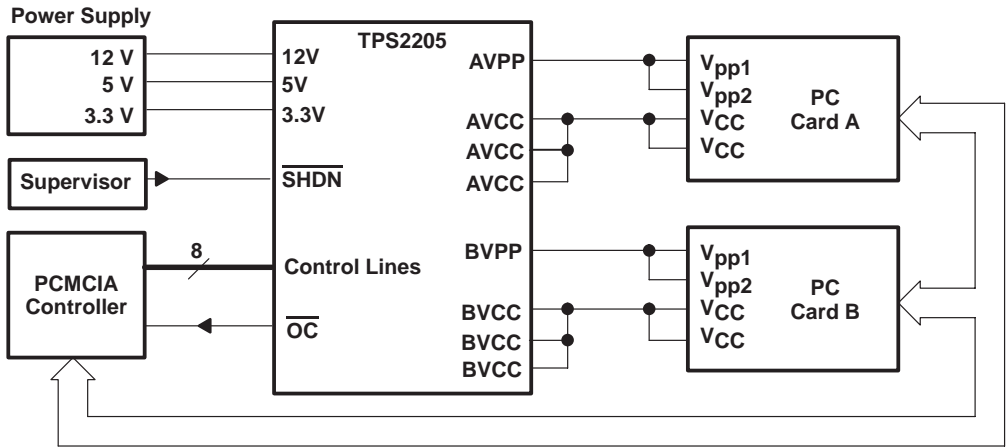 Power Supply
12 V
5 V
3.3 V
Supervisor
PCMCIA
Controller
8
TPS2205
12V
5V
3.3V
SHDN
Control Lines
OC
AVPP
AVCC
AVCC
AVCC
BVPP
BVCC
BVCC
BVCC
Vpp1
Vpp2
VCC
VCC
PC
Card A
Vpp1
Vpp2
VCC
VCC
PC
Card B